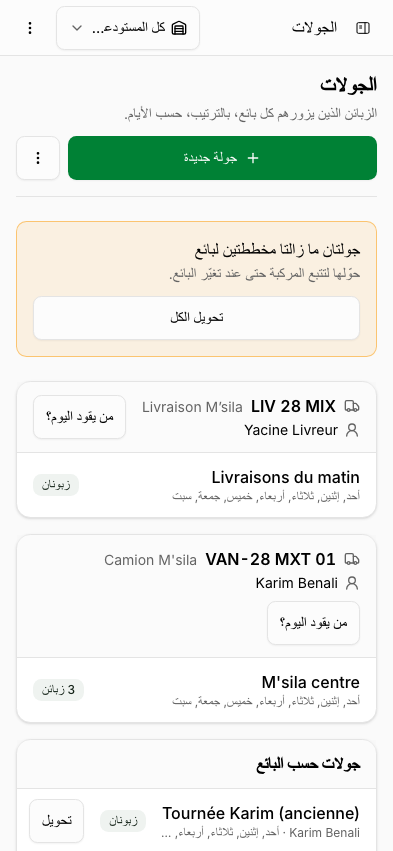 الجولات
كل المستودع...
الجولات
الزبائن الذين يزورهم كل بائع، بالترتيب، حسب الأيام.
جولة جديدة
جولتان ما زالتا مخططتين لبائع
حوّلها لتتبع المركبة حتى عند تغيّر البائع.
تحويل الكل
LIV 28 MIX Livraison M’sila
من يقود اليوم؟
Yacine Livreur
Livraisons du matin
زبونان
أحد, إثنين, ثلاثاء, أربعاء, خميس, جمعة, سبت
VAN-28 MXT 01 Camion M'sila
Karim Benali
من يقود اليوم؟
M'sila centre
3 زبائن
أحد, إثنين, ثلاثاء, أربعاء, خميس, جمعة, سبت
جولات حسب البائع
Tournée Karim (ancienne)
زبونان
تحويل
Karim Benali · أحد, إثنين, ثلاثاء, أربعاء, ...